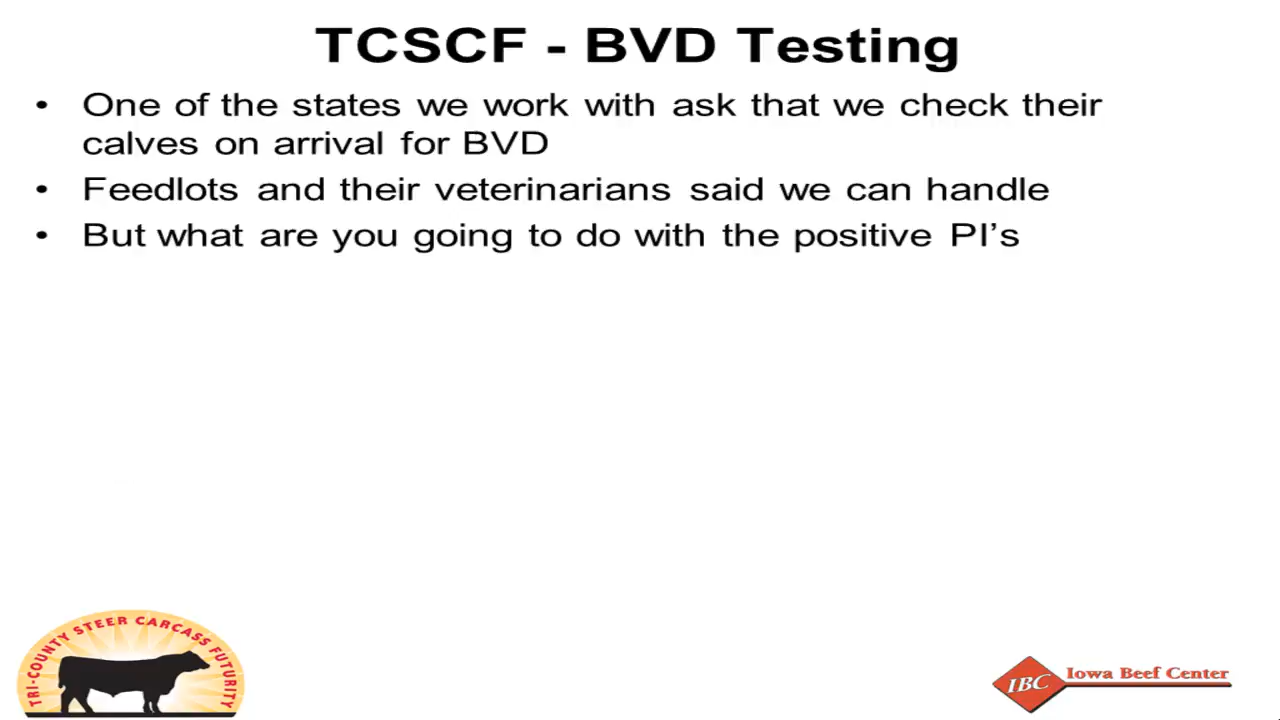 TCSCF - BVD Testing
• One of the states we work with ask that we check their
calves on arrival for BVD
• Feedlots and their veterinarians said we can handle
• But what are you going to do with the positive PI's
TRI-COUNTY STEER CARCASS FUTURITY
IBC Iowa Beef Center